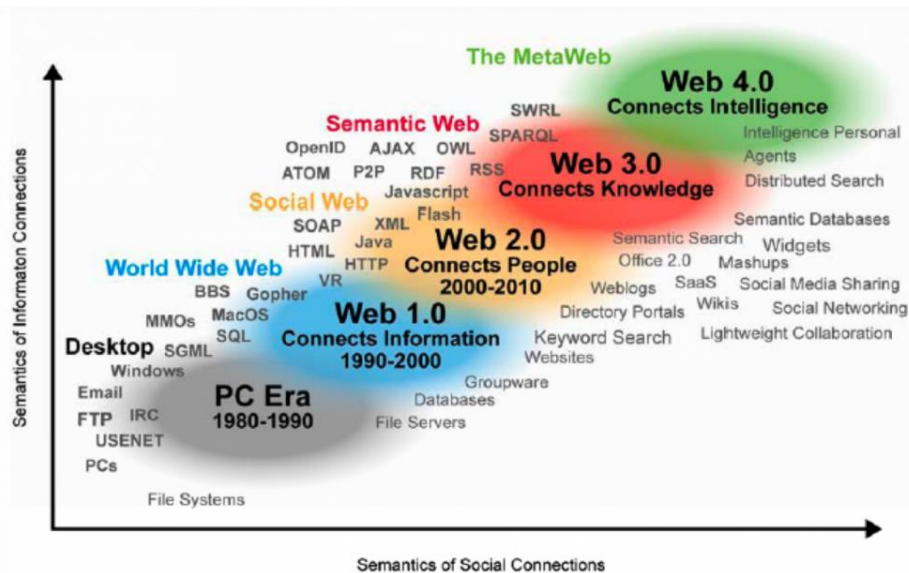 The MetaWeb
Web 4.0
Connects Intelligence
SWRL
Semantic Web
SPARQL
Intelligence Personal
Agents
OpenID
AJAX
OWL
Web 3.0
Connects Knowledge
ATOM
P2P
RDF
RSS
Distributed Search
Javascript
Social Web
Flash
Semantic Databases
SOAP
XML
Java
Web 2.0
Connects People
2000-2010
Semantic Search
Widgets
HTML
HTTP
Office 2.0
Mashups
World Wide Web
VR
Weblogs
SaaS
Social Media Sharing
BBS
Gopher
Web 1.0
Connects Information
1990-2000
Directory Portals
Wikis
Social Networking
MMOs
MacOS
SQL
Keyword Search
Lightweight Collaboration
Desktop
SGML
Websites
Windows
PC Era
1980-1990
Groupware
Email
Databases
FTP
IRC
File Servers
USENET
PCs
File Systems
Semantics of Informaton Connections
Semantics of Social Connections